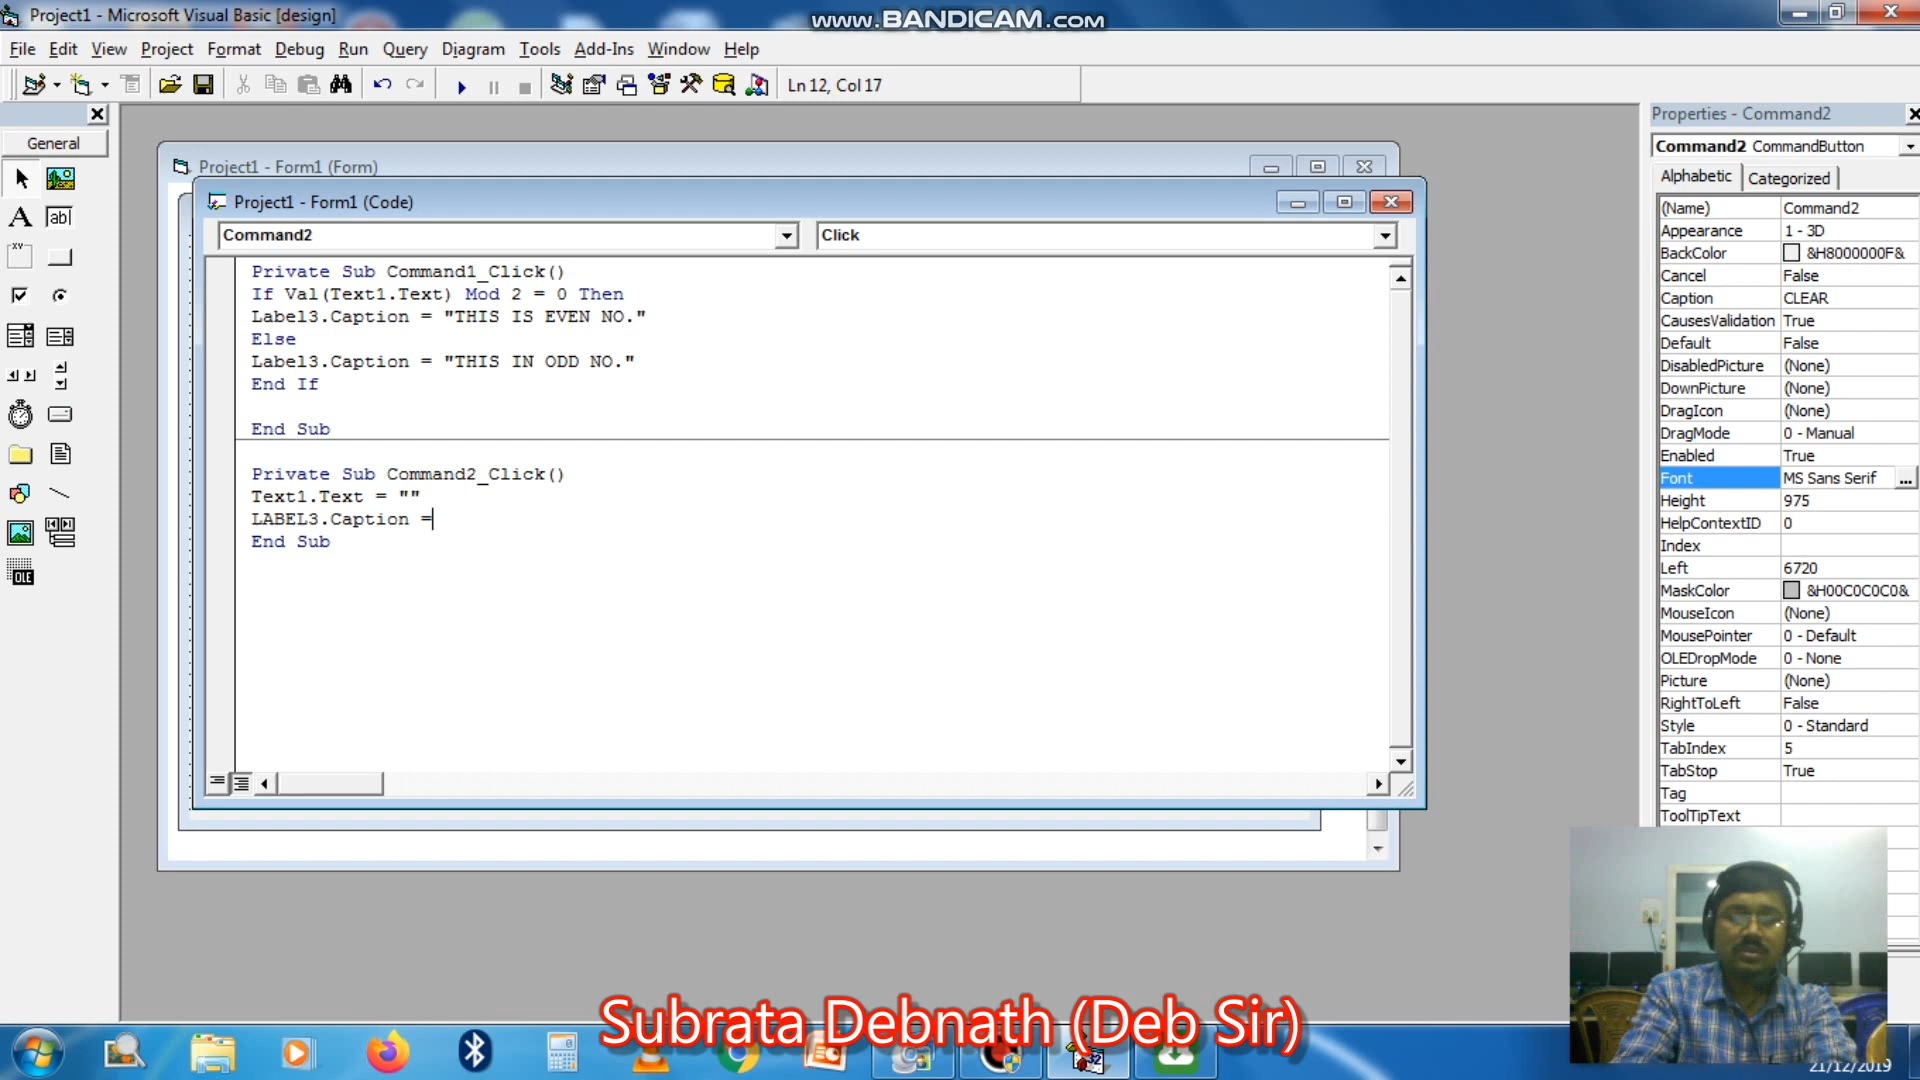 Project1 - Microsoft Visual Basic [design]
www.BANDICAM.com
File Edit View Project Format Debug Run Query Diagram Tools Add-Ins Window Help
Ln 12, Col 17
General
Project1 - Form1 (Form)
Project1 - Form1 (Code)
Command2
Click
Private Sub Command1_Click()
If Val(Text1.Text) Mod 2 = 0 Then
Label3.Caption = "THIS IS EVEN NO."
Else
Label3.Caption = "THIS IN ODD NO."
End If
End Sub
Private Sub Command2_Click()
Text1.Text = ""
LABEL3.Caption =
End Sub
Properties - Command2
Command2 CommandButton
Alphabetic Categorized
(Name) Command2
Appearance 1 - 3D
BackColor &H8000000F&
Cancel False
Caption CLEAR
CausesValidation True
Default False
DisabledPicture (None)
DownPicture (None)
DragIcon (None)
DragMode 0 - Manual
Enabled True
Font MS Sans Serif ...
Height 975
HelpContextID 0
Index
Left 6720
MaskColor &H00C0C0C0&
MouseIcon (None)
MousePointer 0 - Default
OLEDropMode 0 - None
Picture (None)
RightToLeft False
Style 0 - Standard
TabIndex 5
TabStop True
Tag
ToolTipText
Subrata Debnath (Deb Sir)
21/12/2019